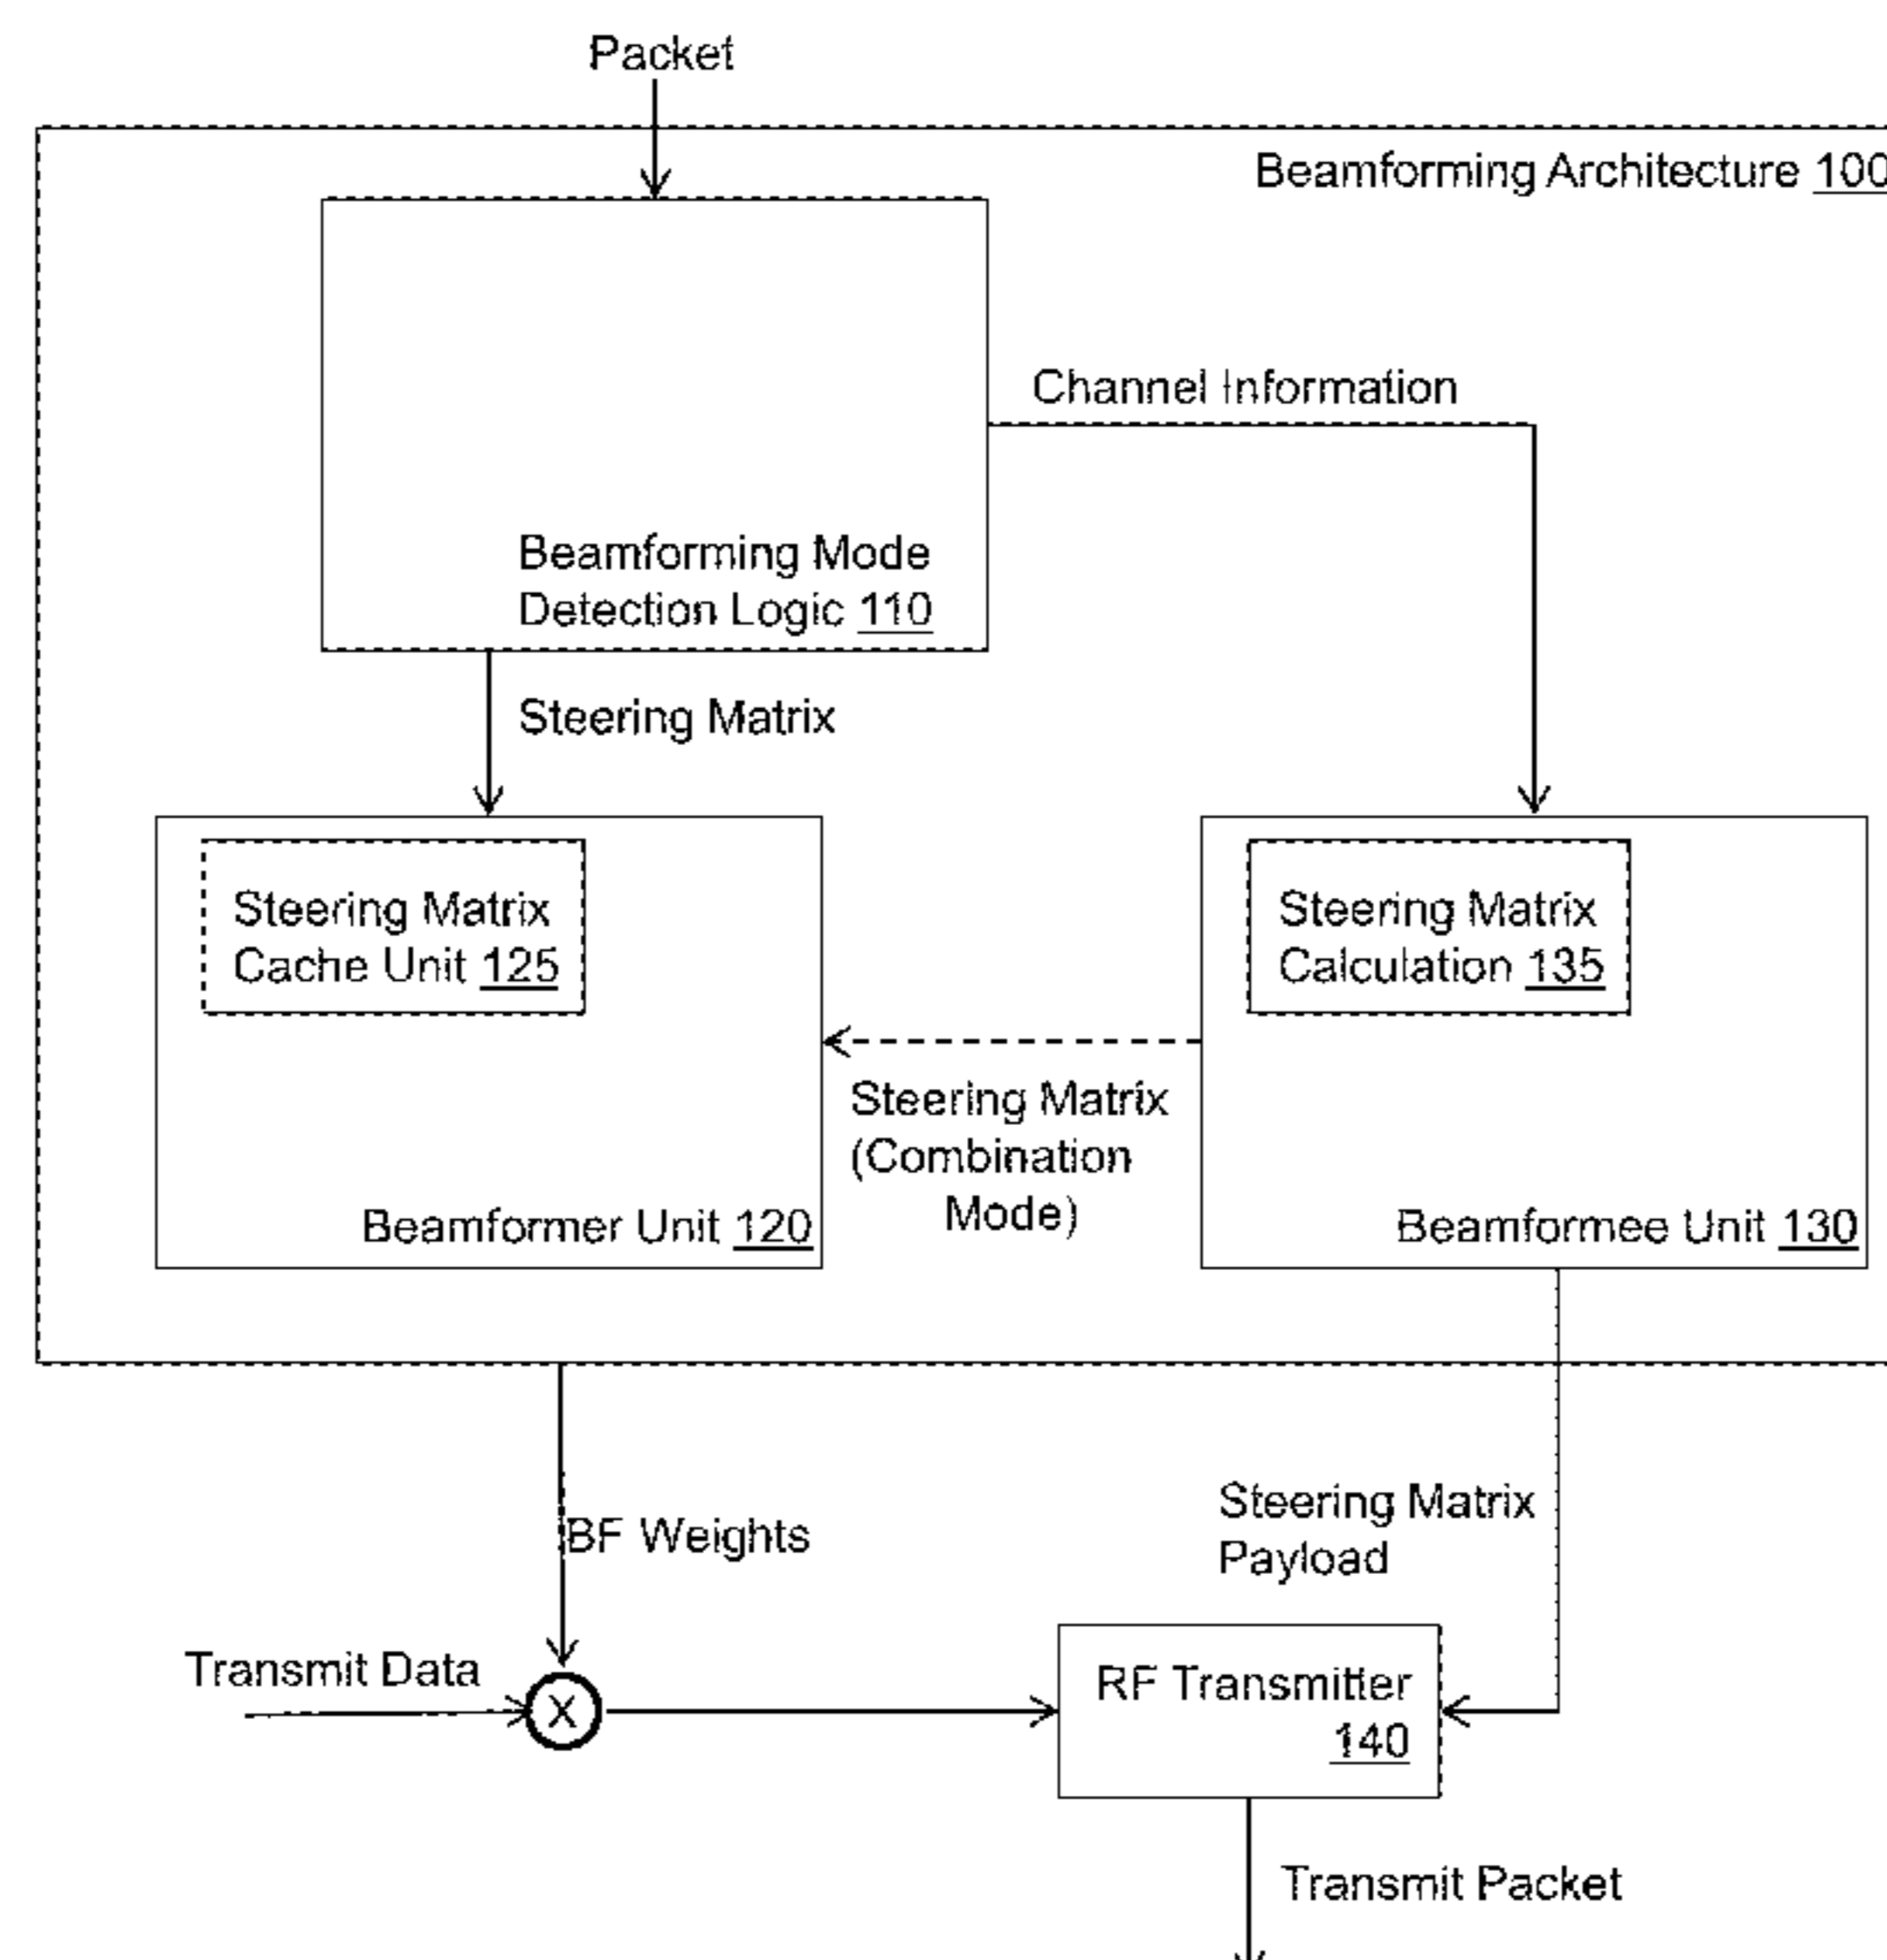 Packet
Beamforming Architecture 100
Channel Information
Beamforming Mode
Detection Logic 110
Steering Matrix
Steering Matrix
Cache Unit 125
Steering Matrix
Calculation 135
Steering Matrix
(Combination
Mode)
Beamformer Unit 120
Beamformee Unit 130
BF Weights
Steering Matrix
Payload
Transmit Data
X
RF Transmitter
140
Transmit Packet